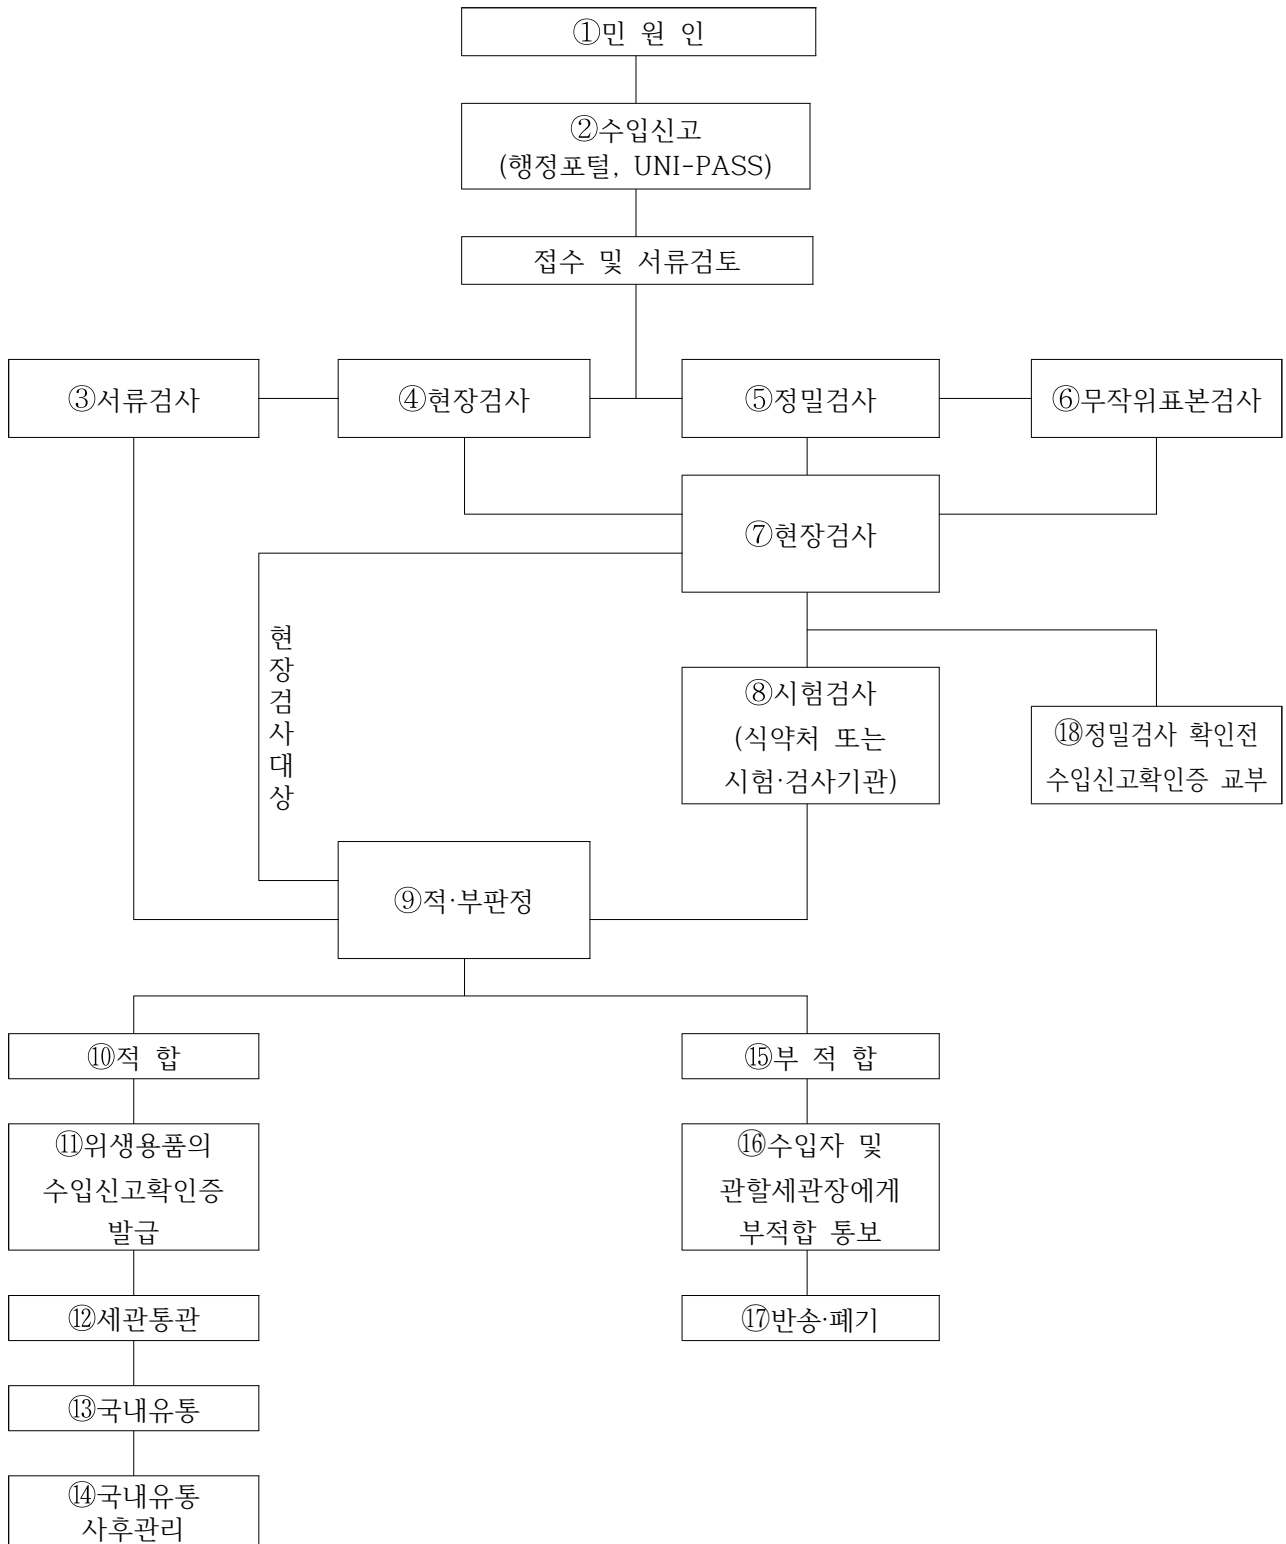 ①민 원 인
②수입신고
(행정포털, UNI-PASS)
접수 및 서류검토
③서류검사
④현장검사
⑤정밀검사
⑥무작위표본검사
⑦현장검사
현
장
검
사
대
상
⑧시험검사
(식약처 또는
시험·검사기관)
⑱정밀검사 확인전
수입신고확인증 교부
⑨적·부판정
⑩적 합
⑮부 적 합
⑪위생용품의
수입신고확인증
발급
⑯수입자 및
관할세관장에게
부적합 통보
⑫세관통관
⑰반송·폐기
⑬국내유통
⑭국내유통
사후관리